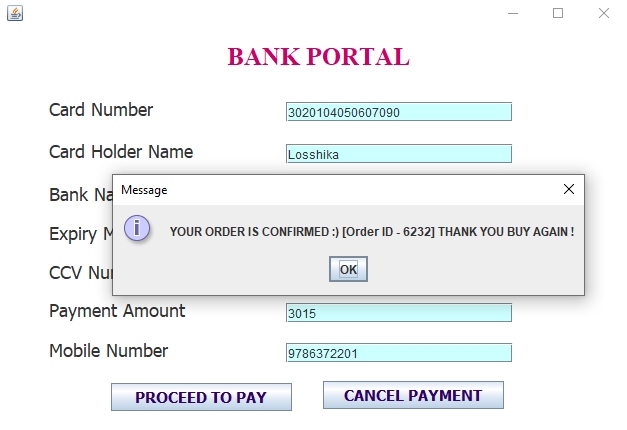 BANK PORTAL
Card Number 3020104050607090
Card Holder Name Losshika
Bank Na
Message
Expiry M
YOUR ORDER IS CONFIRMED :) [Order ID - 6232] THANK YOU BUY AGAIN !
CCV Nu
OK
Payment Amount 3015
Mobile Number 9786372201
PROCEED TO PAY CANCEL PAYMENT